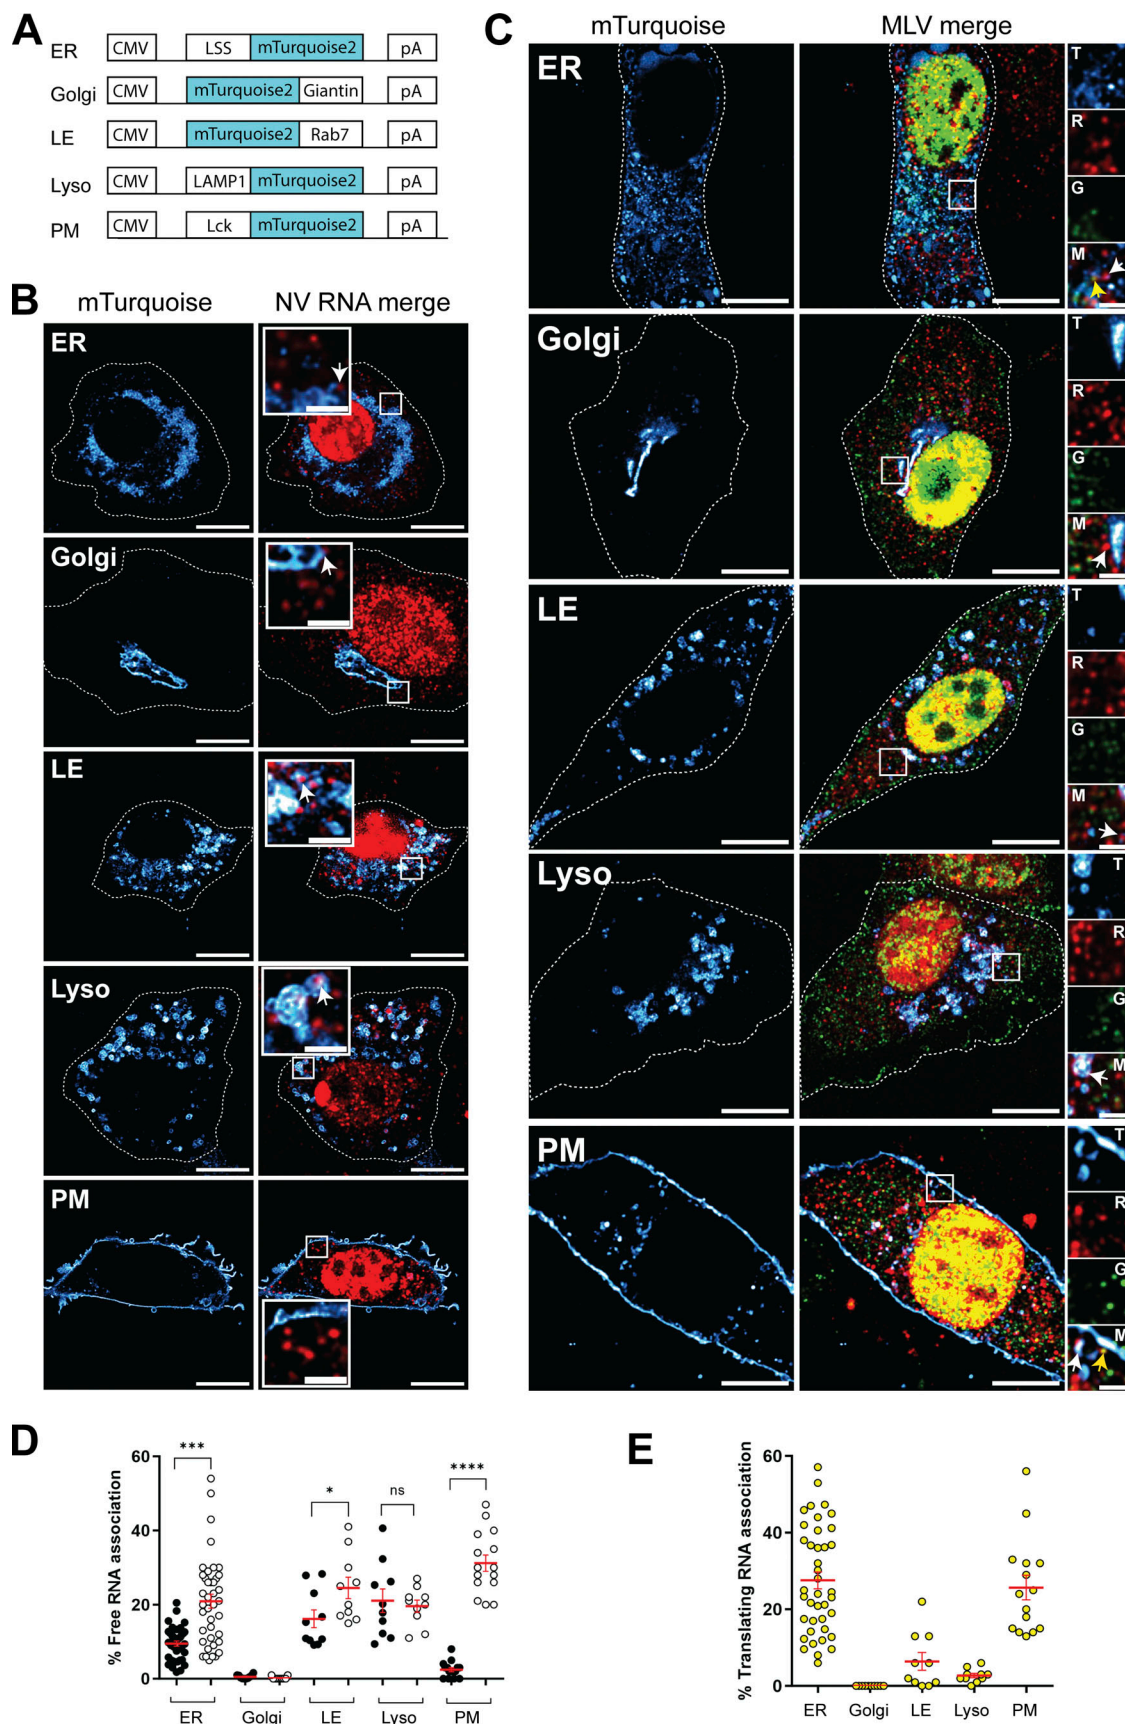 A
ER CMV LSS mTurquoise2 pA
Golgi CMV mTurquoise2 Giantin pA
LE CMV mTurquoise2 Rab7 pA
Lyso CMV LAMP1 mTurquoise2 pA
PM CMV Lck mTurquoise2 pA
B
mTurquoise NV RNA merge
ER
Golgi
LE
Lyso
PM
C
mTurquoise MLV merge
ER
T
R
G
M
Golgi
T
R
G
M
LE
T
R
G
M
Lyso
T
R
G
M
PM
T
R
G
M
D
% Free RNA association
60
40
20
0
***
*
ns
****
ER Golgi LE Lyso PM
E
% Translating RNA association
60
40
20
0
ER Golgi LE Lyso PM